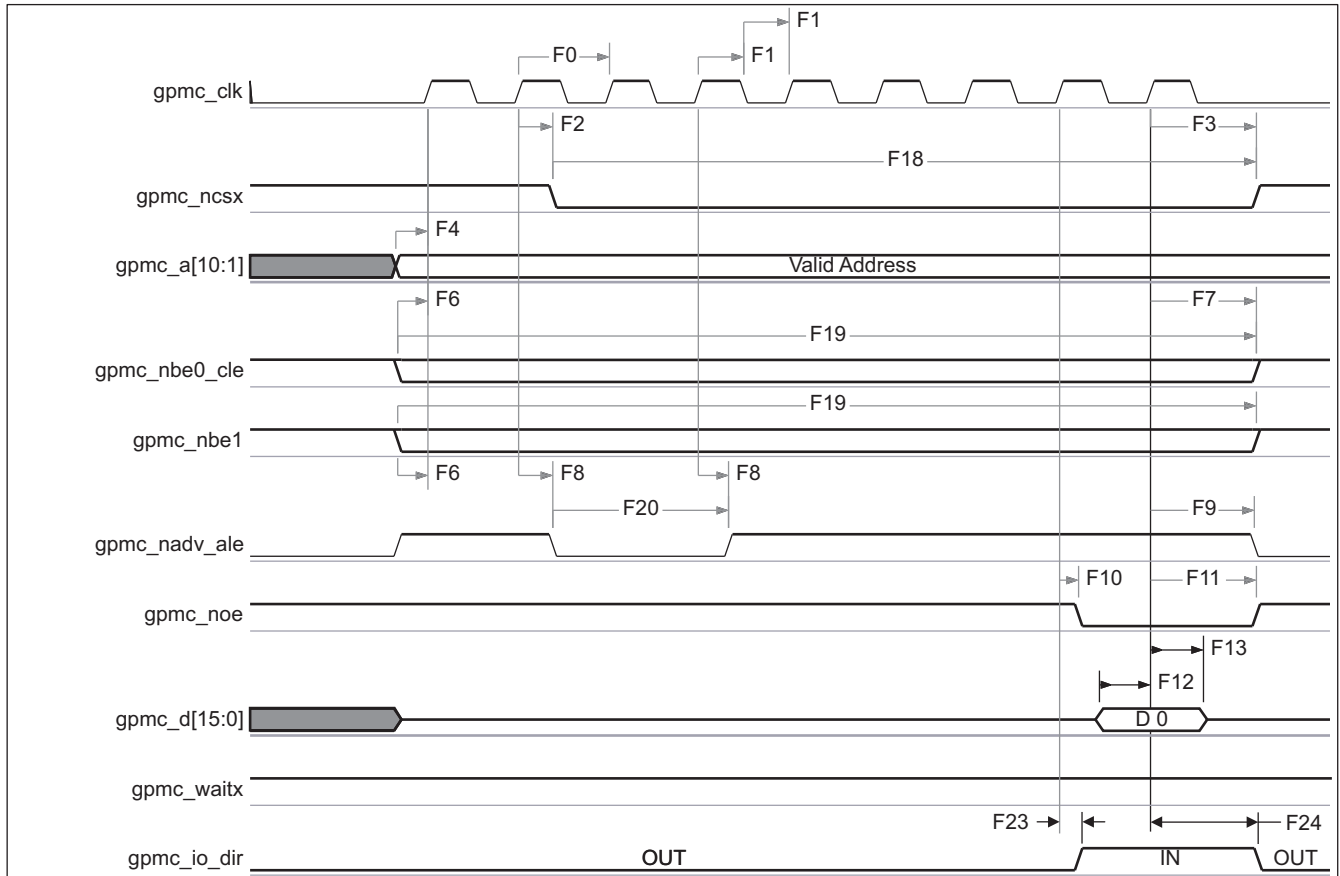 F1
F0
F1
gpmc_clk
F2
F3
F18
gpmc_ncsx
F4
gpmc_a[10:1]
Valid Address
F6
F7
F19
gpmc_nbe0_cle
F19
gpmc_nbe1
F6
F8
F8
F20
F9
gpmc_nadv_ale
F10
F11
gpmc_noe
F13
F12
gpmc_d[15:0]
D 0
gpmc_waitx
F23
F24
gpmc_io_dir
OUT
IN
OUT